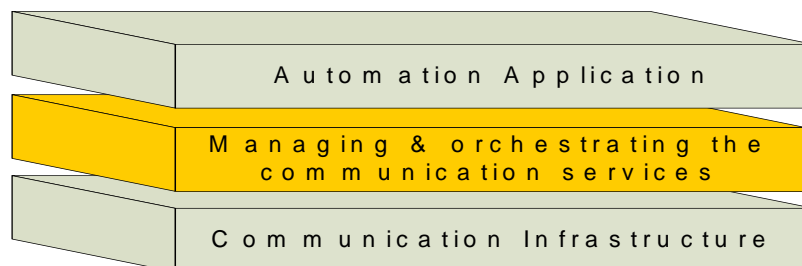 Automation Application
Managing & orchestrating the
communication services
Communication Infrastructure